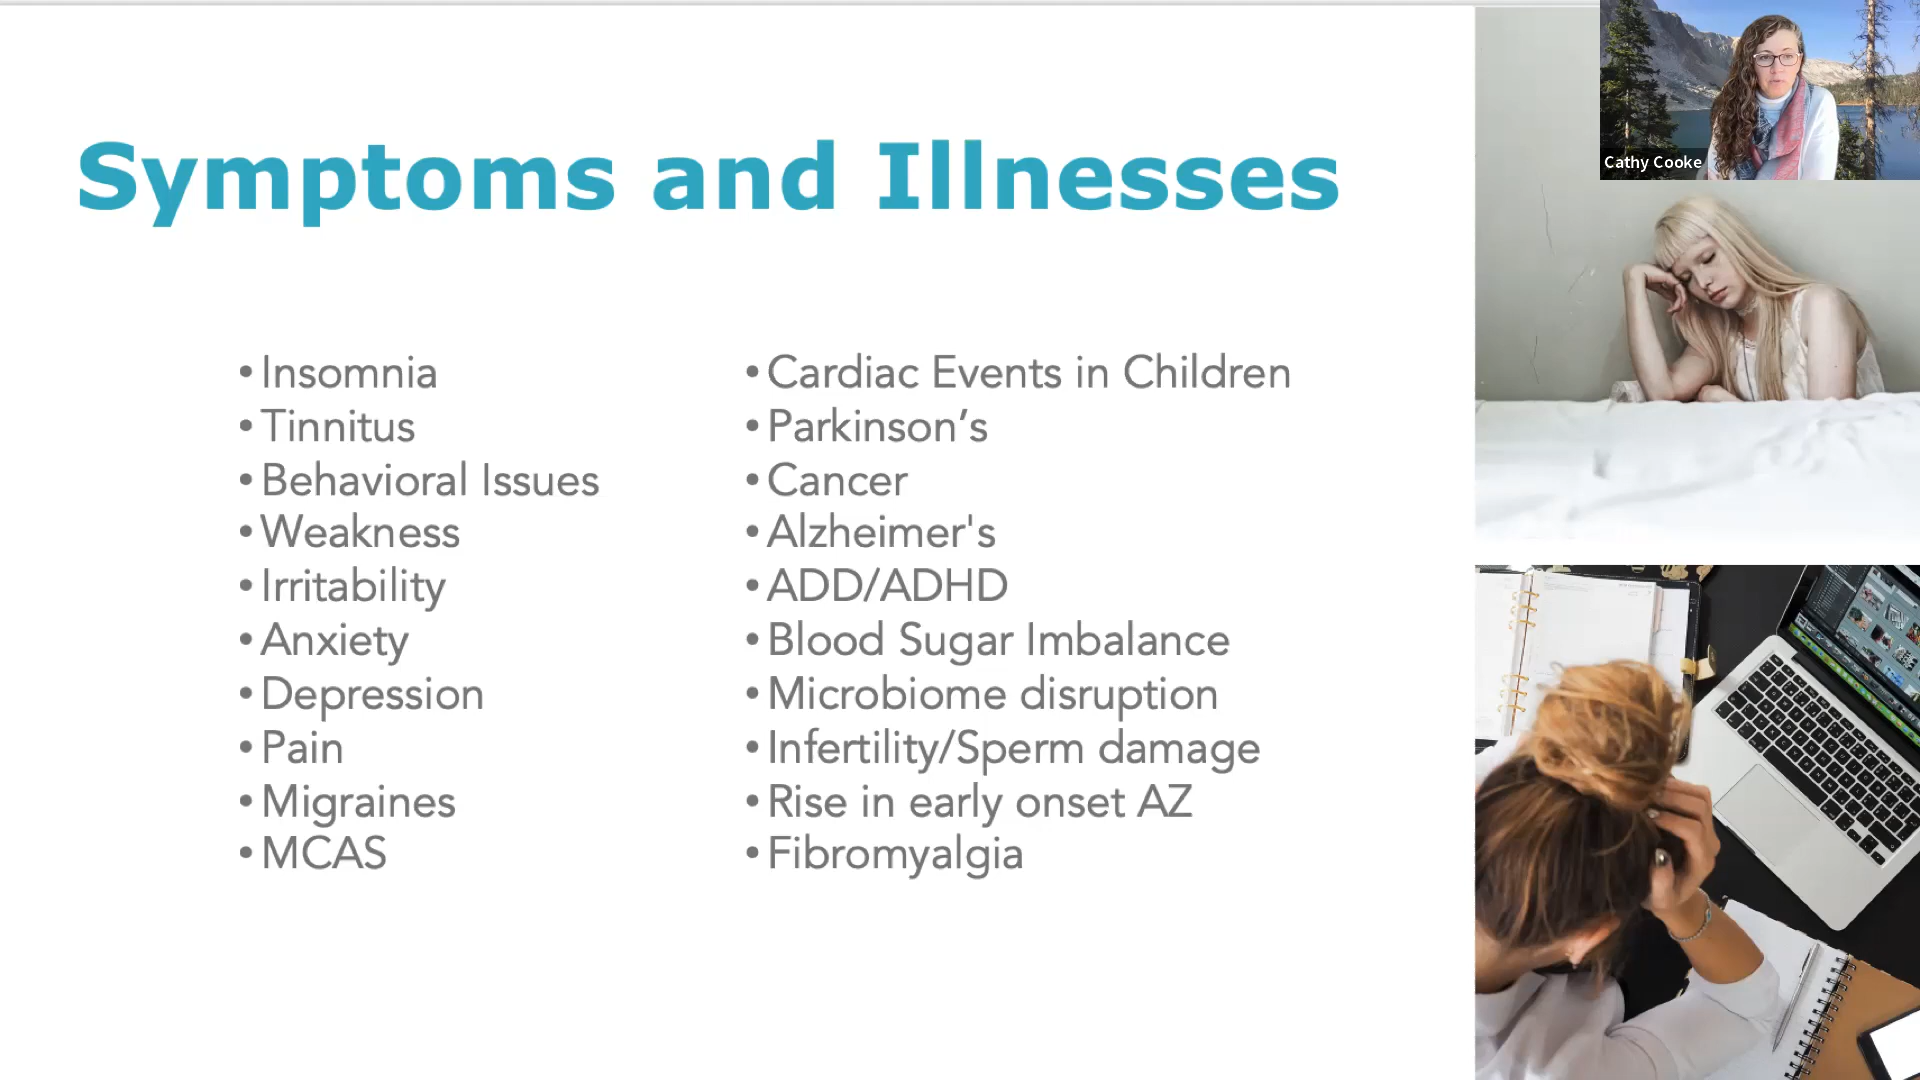 Symptoms and Illnesses
• Insomnia
• Tinnitus
• Behavioral Issues
• Weakness
• Irritability
• Anxiety
• Depression
• Pain
• Migraines
• MCAS
• Cardiac Events in Children
• Parkinson’s
• Cancer
• Alzheimer's
• ADD/ADHD
• Blood Sugar Imbalance
• Microbiome disruption
• Infertility/Sperm damage
• Rise in early onset AZ
• Fibromyalgia
Cathy Cooke